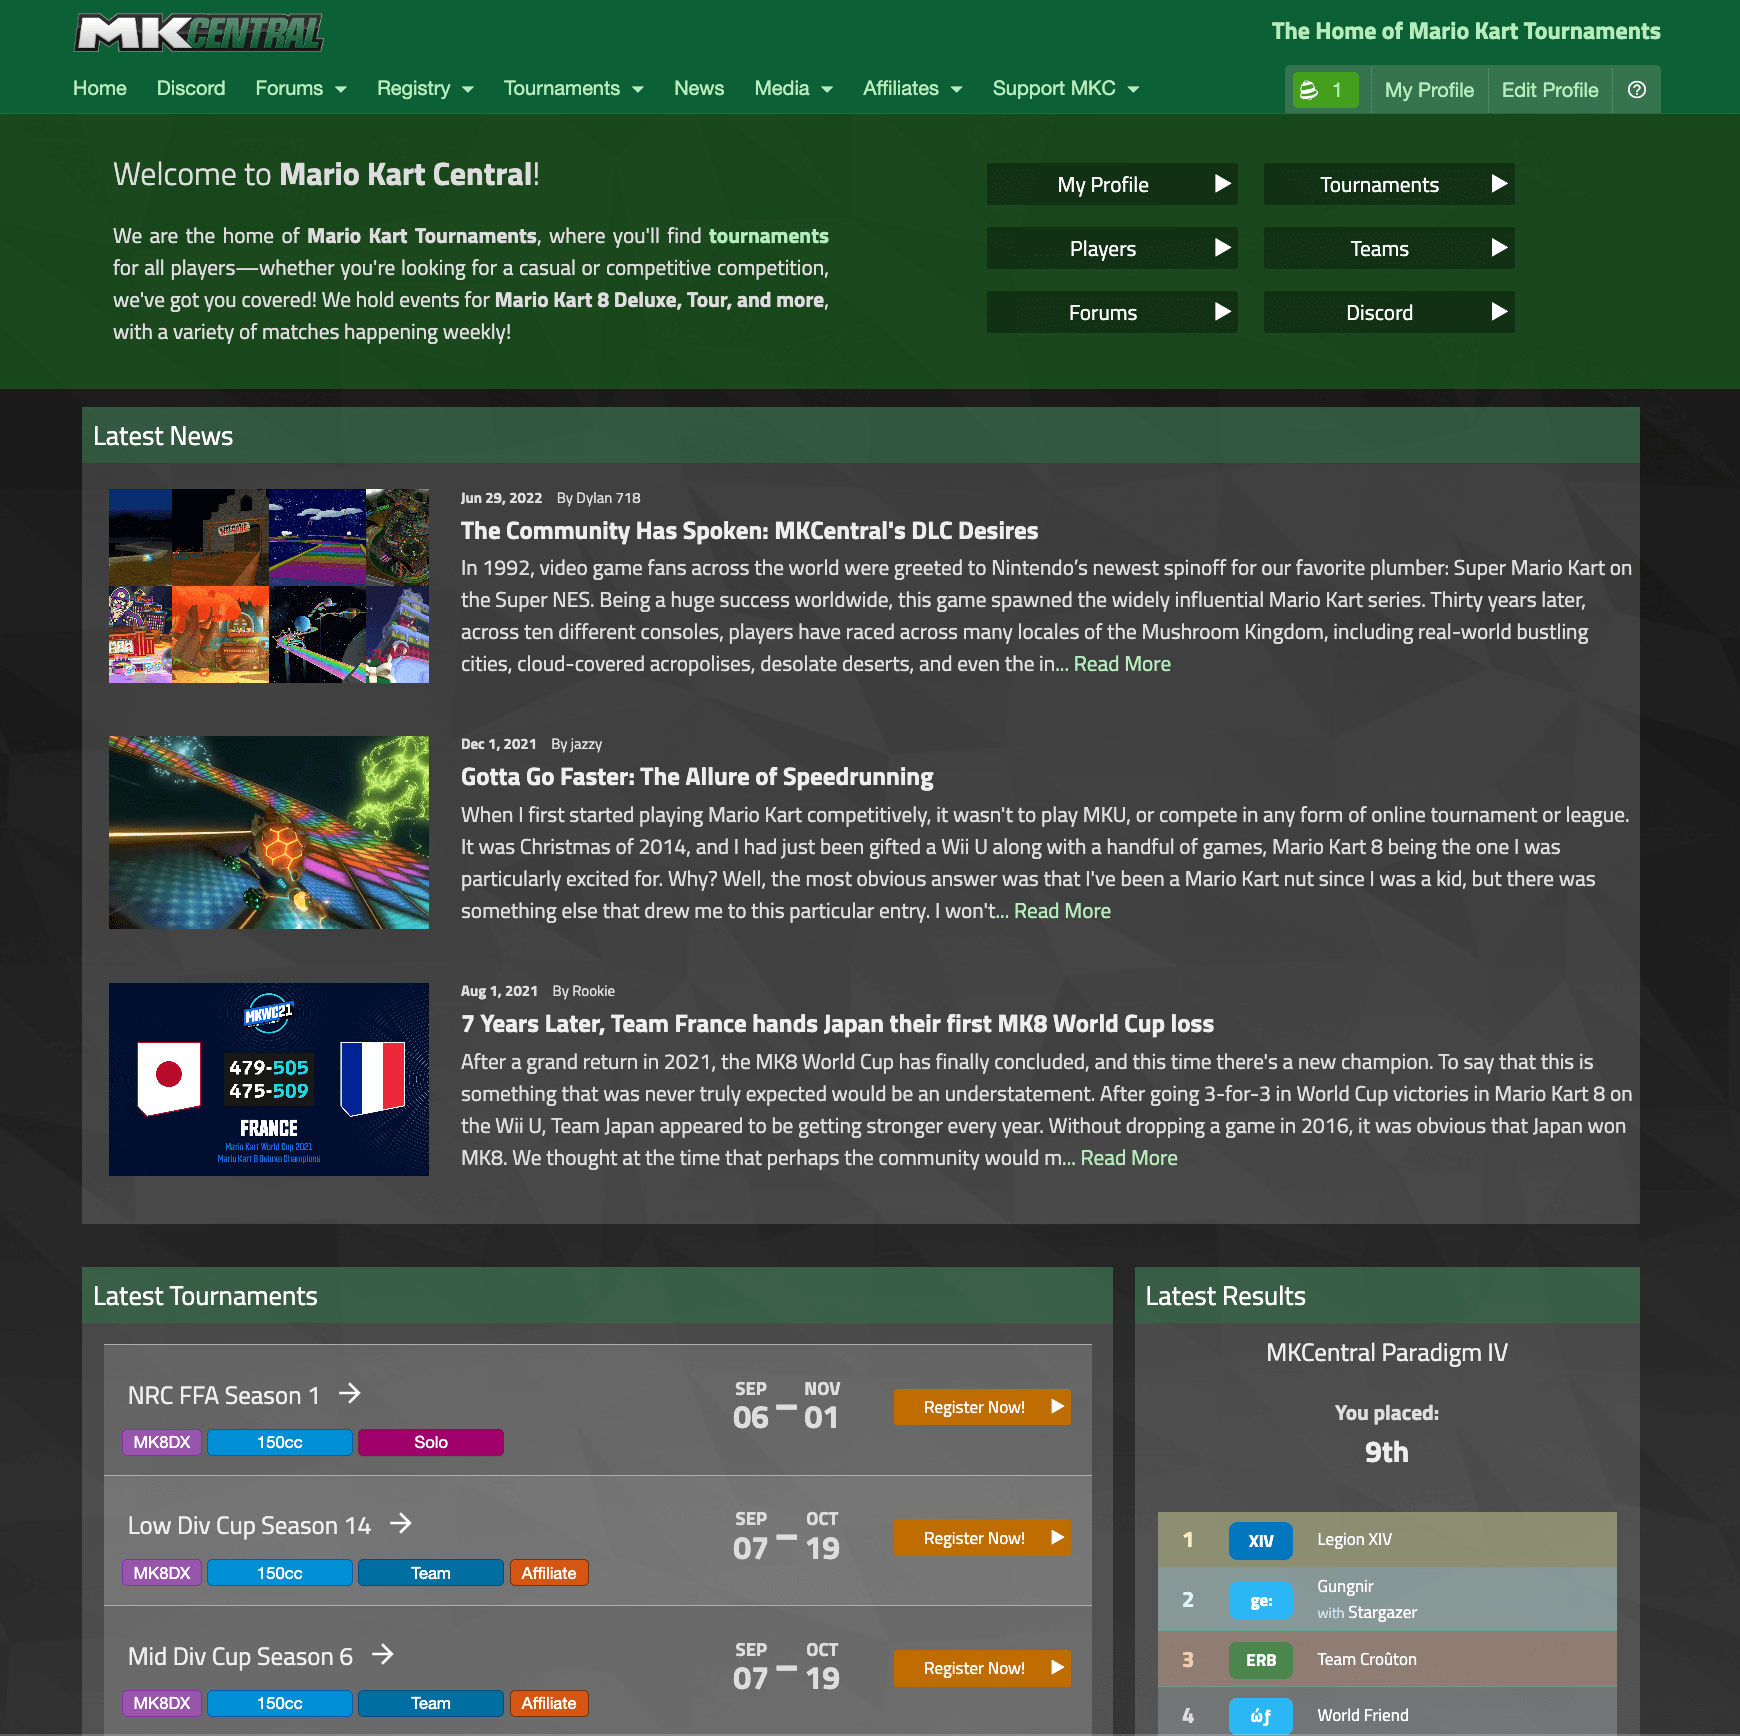 MKCENTRAL
The Home of Mario Kart Tournaments
Home Discord Forums Registry Tournaments News Media Affiliates Support MKC
1 My Profile Edit Profile
Welcome to Mario Kart Central!
We are the home of Mario Kart Tournaments, where you'll find tournaments
for all players—whether you're looking for a casual or competitive competition,
we've got you covered! We hold events for Mario Kart 8 Deluxe, Tour, and more,
with a variety of matches happening weekly!
My Profile
Tournaments
Players
Teams
Forums
Discord
Latest News
WELCOME
Jun 29, 2022 By Dylan 718
The Community Has Spoken: MKCentral's DLC Desires
In 1992, video game fans across the world were greeted to Nintendo’s newest spinoff for our favorite plumber: Super Mario Kart on
the Super NES. Being a huge success worldwide, this game spawned the widely influential Mario Kart series. Thirty years later,
across ten different consoles, players have raced across many locales of the Mushroom Kingdom, including real-world bustling
cities, cloud-covered acropolises, desolate deserts, and even the in... Read More
Dec 1, 2021 By jazzy
Gotta Go Faster: The Allure of Speedrunning
When I first started playing Mario Kart competitively, it wasn't to play MKU, or compete in any form of online tournament or league.
It was Christmas of 2014, and I had just been gifted a Wii U along with a handful of games, Mario Kart 8 being the one I was
particularly excited for. Why? Well, the most obvious answer was that I've been a Mario Kart nut since I was a kid, but there was
something else that drew me to this particular entry. I won't... Read More
MKWC21
479-505
475-509
FRANCE
Mario Kart World Cup 2021
Mario Kart 8 Deluxe Champions
Aug 1, 2021 By Rookie
7 Years Later, Team France hands Japan their first MK8 World Cup loss
After a grand return in 2021, the MK8 World Cup has finally concluded, and this time there's a new champion. To say that this is
something that was never truly expected would be an understatement. After going 3-for-3 in World Cup victories in Mario Kart 8 on
the Wii U, Team Japan appeared to be getting stronger every year. Without dropping a game in 2016, it was obvious that Japan won
MK8. We thought at the time that perhaps the community would m... Read More
Latest Tournaments
NRC FFA Season 1
MK8DX 150cc Solo
SEP NOV
06 – 01
Register Now!
Low Div Cup Season 14
MK8DX 150cc Team Affiliate
SEP OCT
07 – 19
Register Now!
Mid Div Cup Season 6
MK8DX 150cc Team Affiliate
SEP OCT
07 – 19
Register Now!
Latest Results
MKCentral Paradigm IV
You placed:
9th
1 XIV Legion XIV
2 ge: Gungnir
with Stargazer
3 ERB Team Croûton
4 ώƒ World Friend